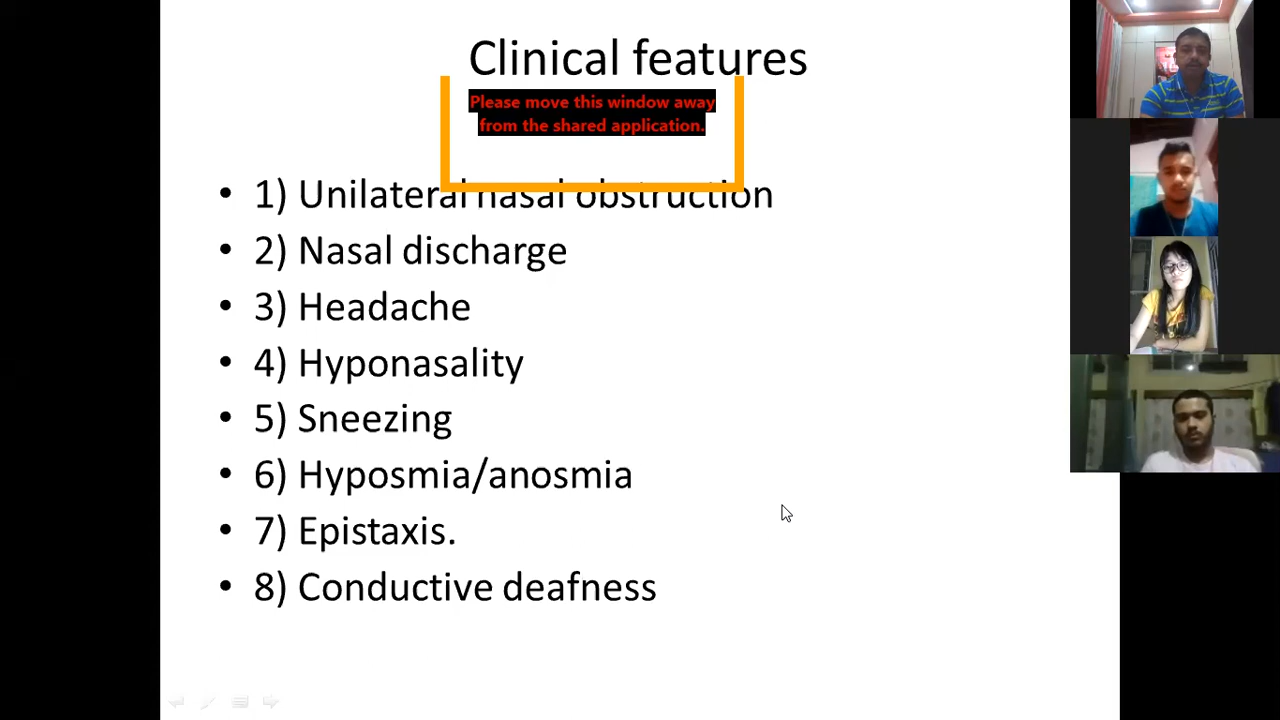 Clinical features
Please move this window away
from the shared application.
• 1) Unilateral nasal obstruction
• 2) Nasal discharge
• 3) Headache
• 4) Hyponasality
• 5) Sneezing
• 6) Hyposmia/anosmia
• 7) Epistaxis.
• 8) Conductive deafness